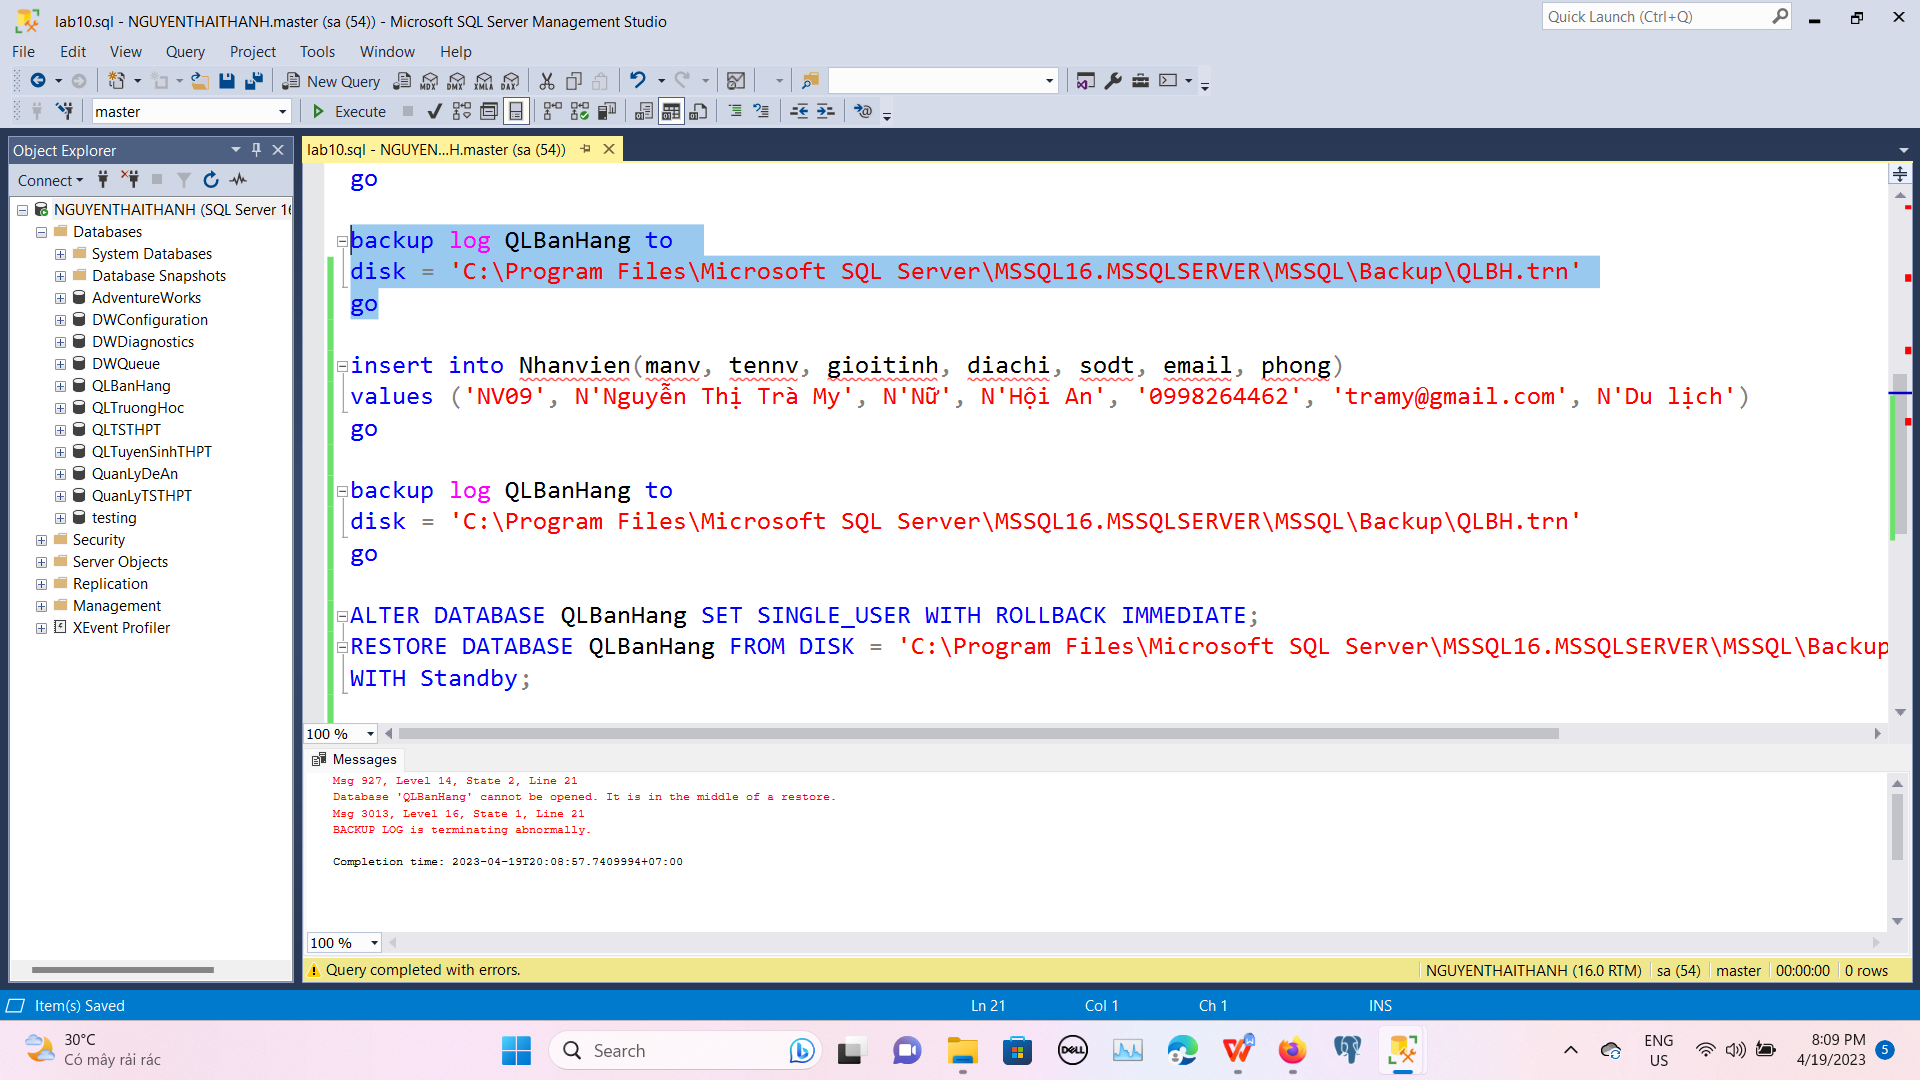 lab10.sql - NGUYENTHAITHANH.master (sa (54)) - Microsoft SQL Server Management Studio
Quick Launch (Ctrl+Q)
File Edit View Query Project Tools Window Help
New Query
MDX DMX XMLA DAX
master
Execute
Object Explorer
Connect
NGUYENTHAITHANH (SQL Server 16
Databases
System Databases
Database Snapshots
AdventureWorks
DWConfiguration
DWDiagnostics
DWQueue
QLBanHang
QLTruongHoc
QLTSTHPT
QLTuyenSinhTHPT
QuanLyDeAn
QuanLyTSTHPT
testing
Security
Server Objects
Replication
Management
XEvent Profiler
lab10.sql - NGUYEN...H.master (sa (54))
go
backup log QLBanHang to
disk = 'C:\Program Files\Microsoft SQL Server\MSSQL16.MSSQLSERVER\MSSQL\Backup\QLBH.trn'
go
insert into Nhanvien(manv, tennv, gioitinh, diachi, sodt, email, phong)
values ('NV09', N'Nguyễn Thị Trà My', N'Nữ', N'Hội An', '0998264462', 'tramy@gmail.com', N'Du lịch')
go
backup log QLBanHang to
disk = 'C:\Program Files\Microsoft SQL Server\MSSQL16.MSSQLSERVER\MSSQL\Backup\QLBH.trn'
go
ALTER DATABASE QLBanHang SET SINGLE_USER WITH ROLLBACK IMMEDIATE;
RESTORE DATABASE QLBanHang FROM DISK = 'C:\Program Files\Microsoft SQL Server\MSSQL16.MSSQLSERVER\MSSQL\Backup
WITH Standby;
100 %
Messages
Msg 927, Level 14, State 2, Line 21
Database 'QLBanHang' cannot be opened. It is in the middle of a restore.
Msg 3013, Level 16, State 1, Line 21
BACKUP LOG is terminating abnormally.
Completion time: 2023-04-19T20:08:57.7409994+07:00
100 %
Query completed with errors.
NGUYENTHAITHANH (16.0 RTM) sa (54) master 00:00:00 0 rows
Item(s) Saved
Ln 21 Col 1 Ch 1 INS
30°C
Có mây rải rác
Search
DELL
ENG
US
8:09 PM
4/19/2023
5